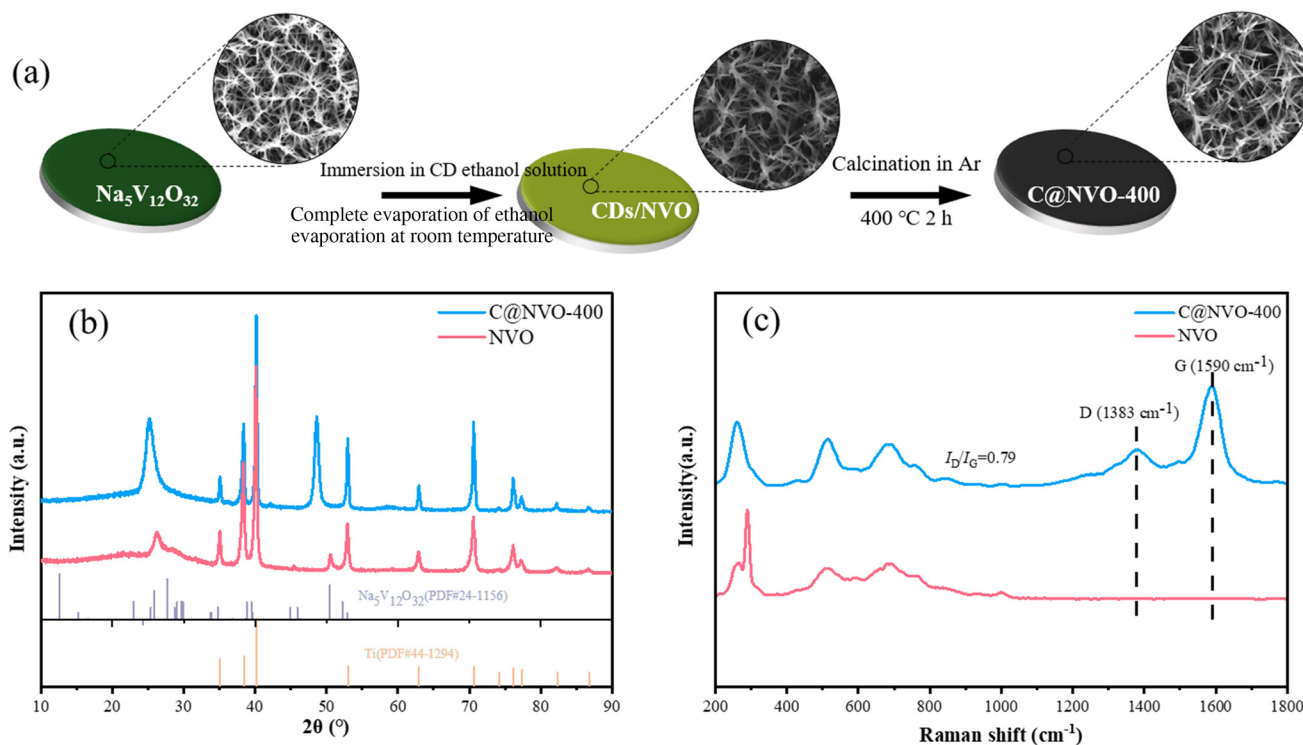 (a)
Na₅V₁₂O₃₂
Immersion in CD ethanol solution
Complete evaporation of ethanol
evaporation at room temperature
CDs/NVO
Calcination in Ar
400 °C 2 h
C@NVO-400
(b)
C@NVO-400
NVO
Na₅V₁₂O₃₂(PDF#24-1156)
Ti(PDF#44-1294)
Intensity (a.u.)
10 20 30 40 50 60 70 80 90
2θ (°)
(c)
C@NVO-400
NVO
G (1590 cm⁻¹)
D (1383 cm⁻¹)
I_D/I_G=0.79
Intensity(a.u.)
200 400 600 800 1000 1200 1400 1600 1800
Raman shift (cm⁻¹)